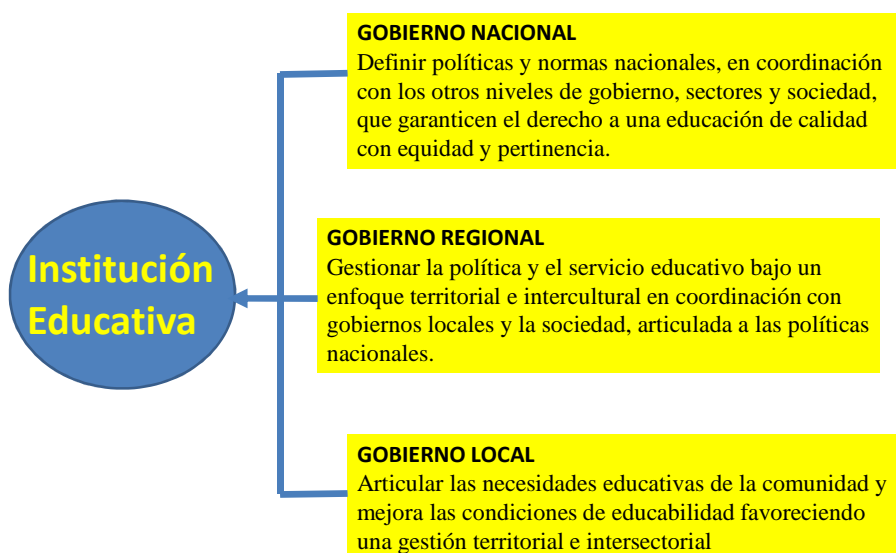 GOBIERNO NACIONAL
Definir políticas y normas nacionales, en coordinación
con los otros niveles de gobierno, sectores y sociedad,
que garanticen el derecho a una educación de calidad
con equidad y pertinencia.
Institución
Educativa
GOBIERNO REGIONAL
Gestionar la política y el servicio educativo bajo un
enfoque territorial e intercultural en coordinación con
gobiernos locales y la sociedad, articulada a las políticas
nacionales.
GOBIERNO LOCAL
Articular las necesidades educativas de la comunidad y
mejora las condiciones de educabilidad favoreciendo
una gestión territorial e intersectorial